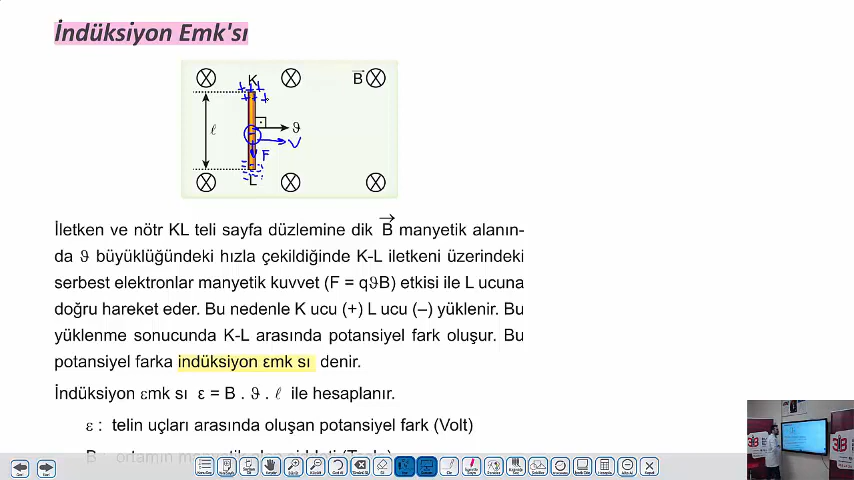 İndüksiyon Emk'sı
K
B
ℓ
ϑ
V
F
L
İletken ve nötr KL teli sayfa düzlemine dik B manyetik alanın-
da ϑ büyüklüğündeki hızla çekildiğinde K-L iletkeni üzerindeki
serbest elektronlar manyetik kuvvet (F = qϑB) etkisi ile L ucuna
doğru hareket eder. Bu nedenle K ucu (+) L ucu (–) yüklenir. Bu
yüklenme sonucunda K-L arasında potansiyel fark oluşur. Bu
potansiyel farka indüksiyon εmk sı denir.
İndüksiyon εmk sı ε = B . ϑ . ℓ ile hesaplanır.
ε : telin uçları arasında oluşan potansiyel fark (Volt)